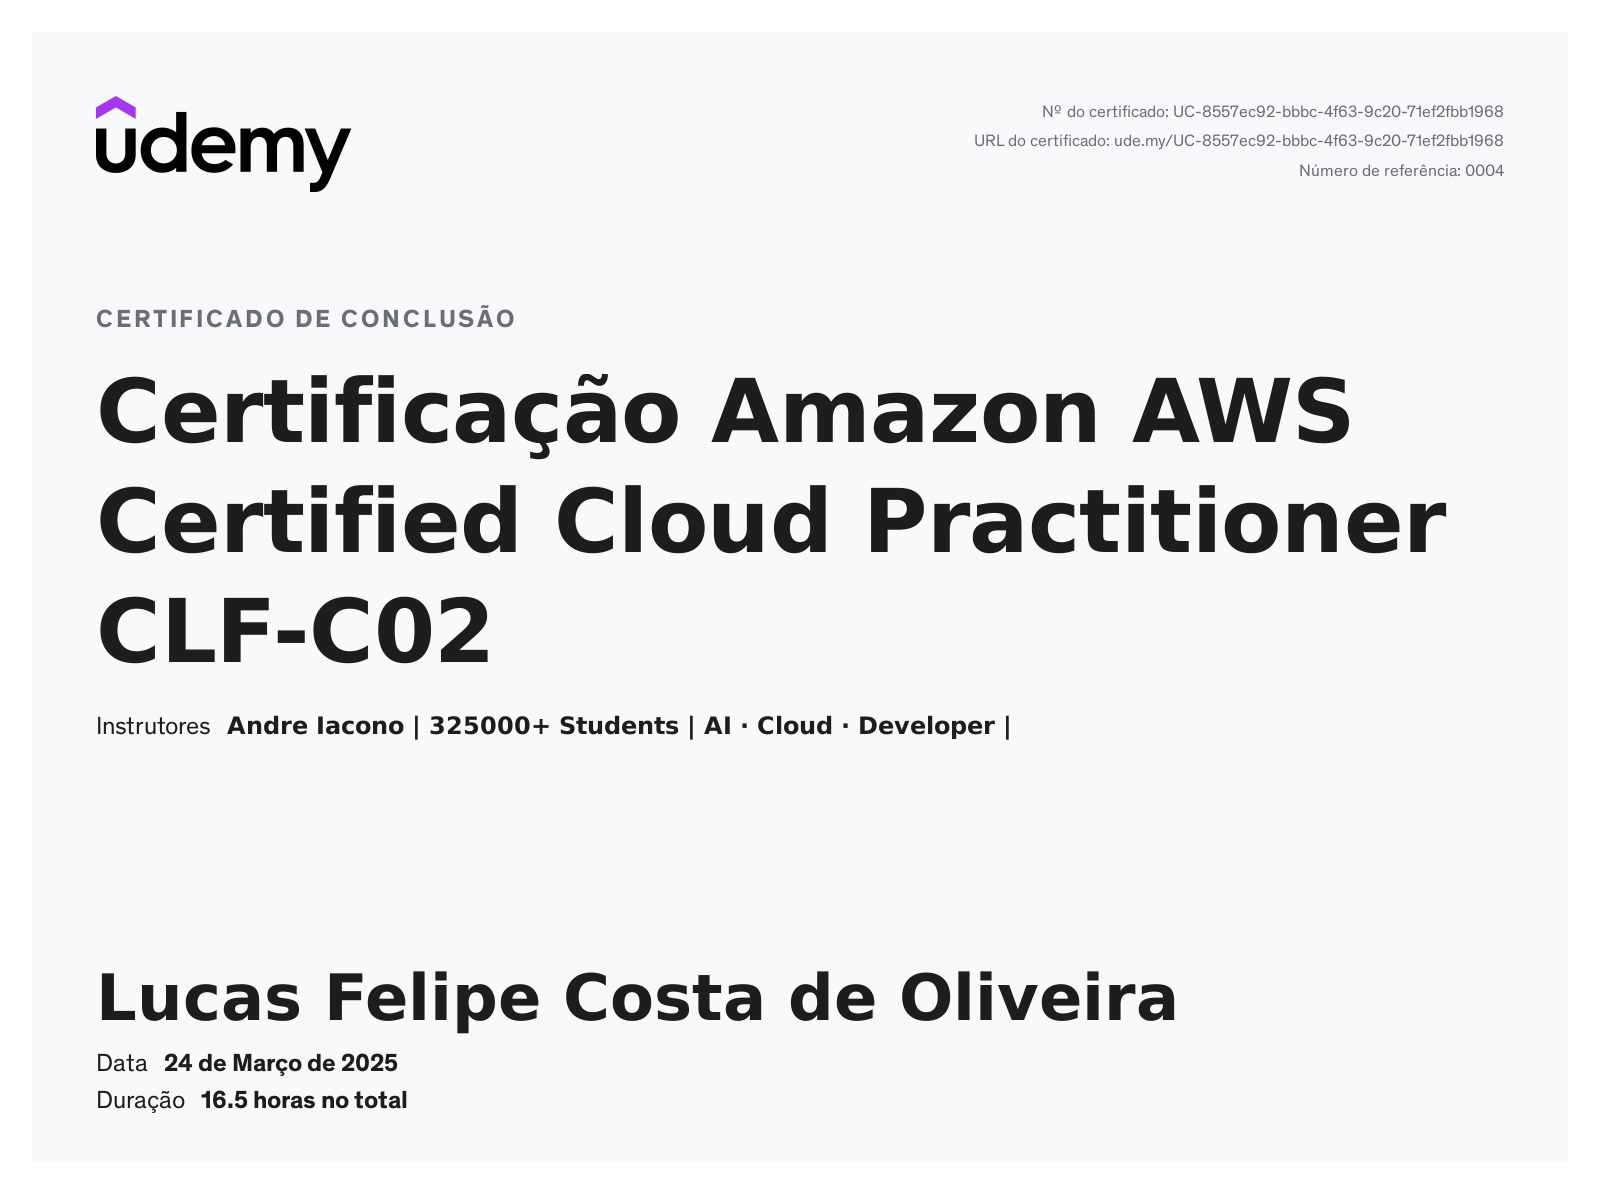 udemy
Nº do certificado: UC-8557ec92-bbbc-4f63-9c20-71ef2fbb1968
URL do certificado: ude.my/UC-8557ec92-bbbc-4f63-9c20-71ef2fbb1968
Número de referência: 0004
CERTIFICADO DE CONCLUSÃO
Certificação Amazon AWS
Certified Cloud Practitioner
CLF-C02
Instrutores Andre Iacono | 325000+ Students | AI · Cloud · Developer |
Lucas Felipe Costa de Oliveira
Data 24 de Março de 2025
Duração 16.5 horas no total